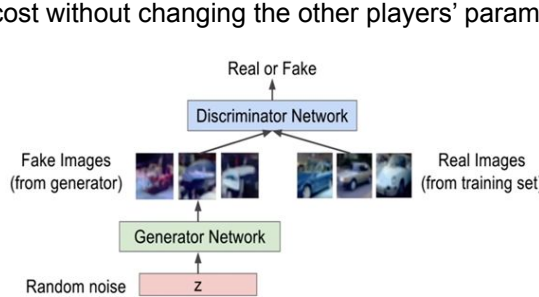 cost without changing the other players' param
Real or Fake
Discriminator Network
Fake Images
(from generator)
Real Images
(from training set)
Generator Network
Random noise
z